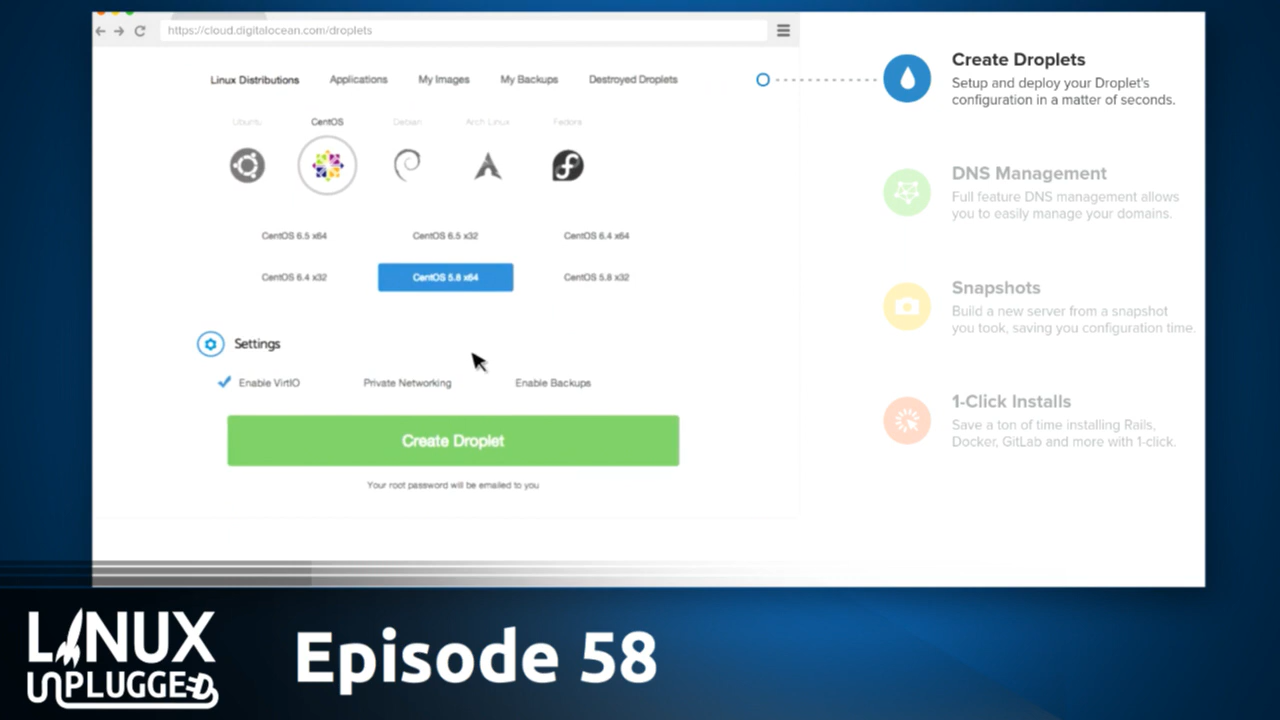 https://cloud.digitalocean.com/droplets
Linux Distributions Applications My Images My Backups Destroyed Droplets
Ubuntu CentOS Debian Arch Linux Fedora
CentOS 6.5 x64 CentOS 6.5 x32 CentOS 6.4 x64
CentOS 6.4 x32 CentOS 5.8 x64 CentOS 5.8 x32
Settings
Enable VirtIO Private Networking Enable Backups
Create Droplet
Your root password will be emailed to you
Create Droplets
Setup and deploy your Droplet's
configuration in a matter of seconds.
DNS Management
Full feature DNS management allows
you to easily manage your domains.
Snapshots
Build a new server from a snapshot
you took, saving you configuration time.
1-Click Installs
Save a ton of time installing Rails,
Docker, GitLab and more with 1-click.
LINUX
UNPLUGGED
Episode 58